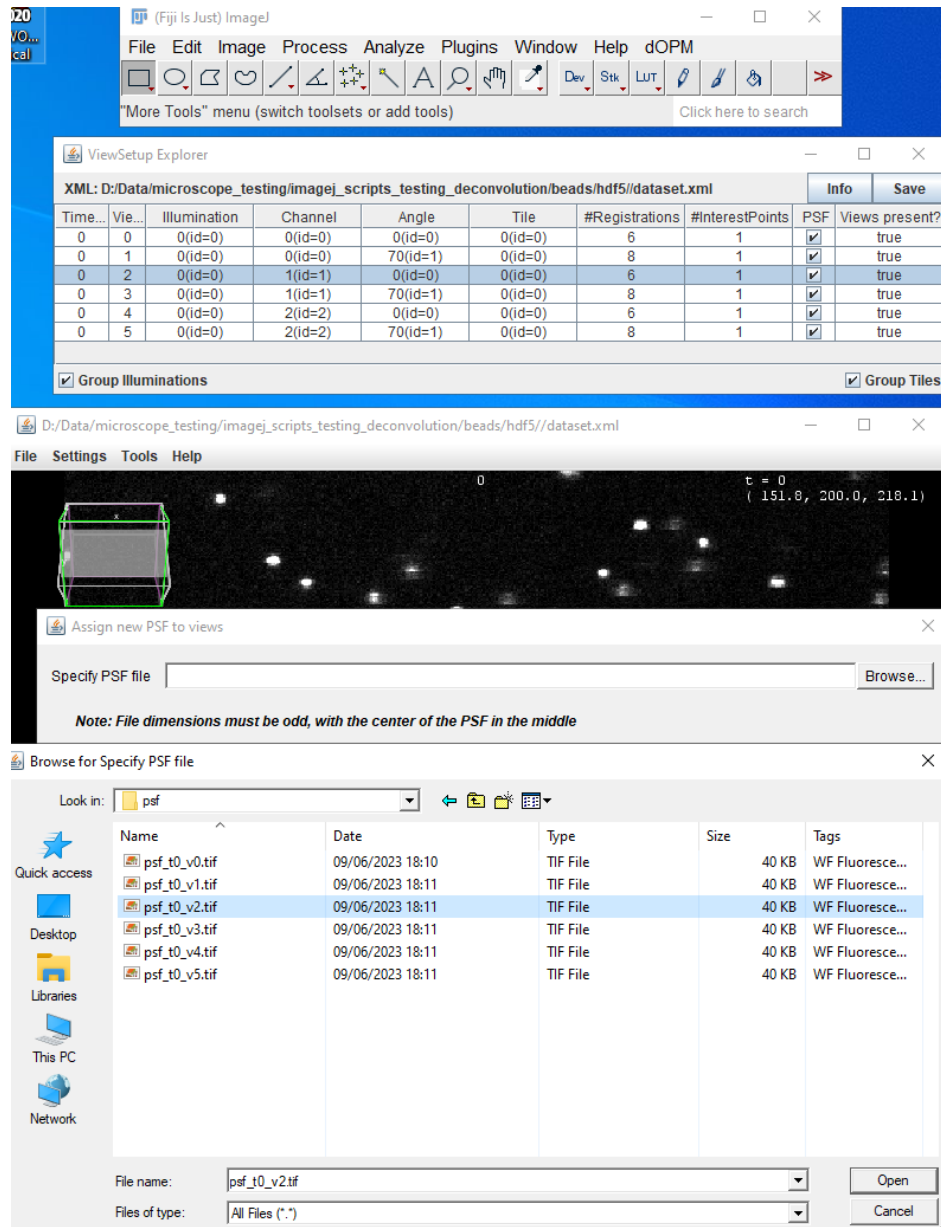 020
VO...
cal
(Fiji Is Just) ImageJ
File Edit Image Process Analyze Plugins Window Help dOPM
A Dev Stk LUT >>
"More Tools" menu (switch toolsets or add tools) Click here to search
ViewSetup Explorer
XML: D:/Data/microscope_testing/imagej_scripts_testing_deconvolution/beads/hdf5//dataset.xml Info Save
Time... Vie... Illumination Channel Angle Tile #Registrations #InterestPoints PSF Views present?
0 0 0(id=0) 0(id=0) 0(id=0) 0(id=0) 6 1 true
0 1 0(id=0) 0(id=0) 70(id=1) 0(id=0) 8 1 true
0 2 0(id=0) 1(id=1) 0(id=0) 0(id=0) 6 1 true
0 3 0(id=0) 1(id=1) 70(id=1) 0(id=0) 8 1 true
0 4 0(id=0) 2(id=2) 0(id=0) 0(id=0) 6 1 true
0 5 0(id=0) 2(id=2) 70(id=1) 0(id=0) 8 1 true
Group Illuminations Group Tiles
D:/Data/microscope_testing/imagej_scripts_testing_deconvolution/beads/hdf5//dataset.xml
File Settings Tools Help
0 t = 0
( 151.8, 200.0, 218.1)
x
Assign new PSF to views
Specify PSF file Browse...
Note: File dimensions must be odd, with the center of the PSF in the middle
Browse for Specify PSF file
Look in: psf
Name Date Type Size Tags
psf_t0_v0.tif 09/06/2023 18:10 TIF File 40 KB WF Fluoresce...
psf_t0_v1.tif 09/06/2023 18:11 TIF File 40 KB WF Fluoresce...
psf_t0_v2.tif 09/06/2023 18:11 TIF File 40 KB WF Fluoresce...
psf_t0_v3.tif 09/06/2023 18:11 TIF File 40 KB WF Fluoresce...
psf_t0_v4.tif 09/06/2023 18:11 TIF File 40 KB WF Fluoresce...
psf_t0_v5.tif 09/06/2023 18:11 TIF File 40 KB WF Fluoresce...
Quick access
Desktop
Libraries
This PC
Network
File name: psf_t0_v2.tif Open
Files of type: All Files (*.*) Cancel